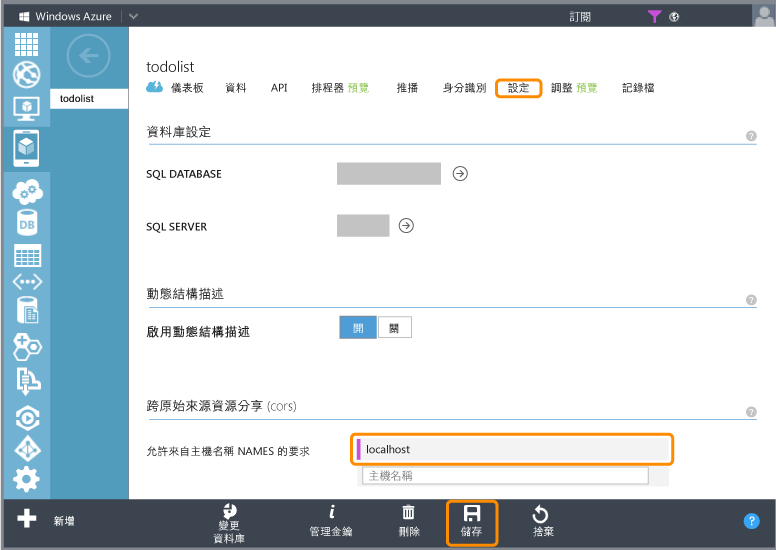 Windows Azure 訂閱
todolist
todolist
儀表板 資料 API 排程器 預覽 推播 身分識別 設定 調整 預覽 記錄檔
資料庫設定 ?
SQL DATABASE
SQL SERVER
動態結構描述 ?
啟用動態結構描述 開 關
跨原始來源資源分享 (cors) ?
允許來自主機名稱 NAMES 的要求 localhost
主機名稱
DB
新增
變更
資料庫
管理金鑰
刪除
儲存
捨棄
?